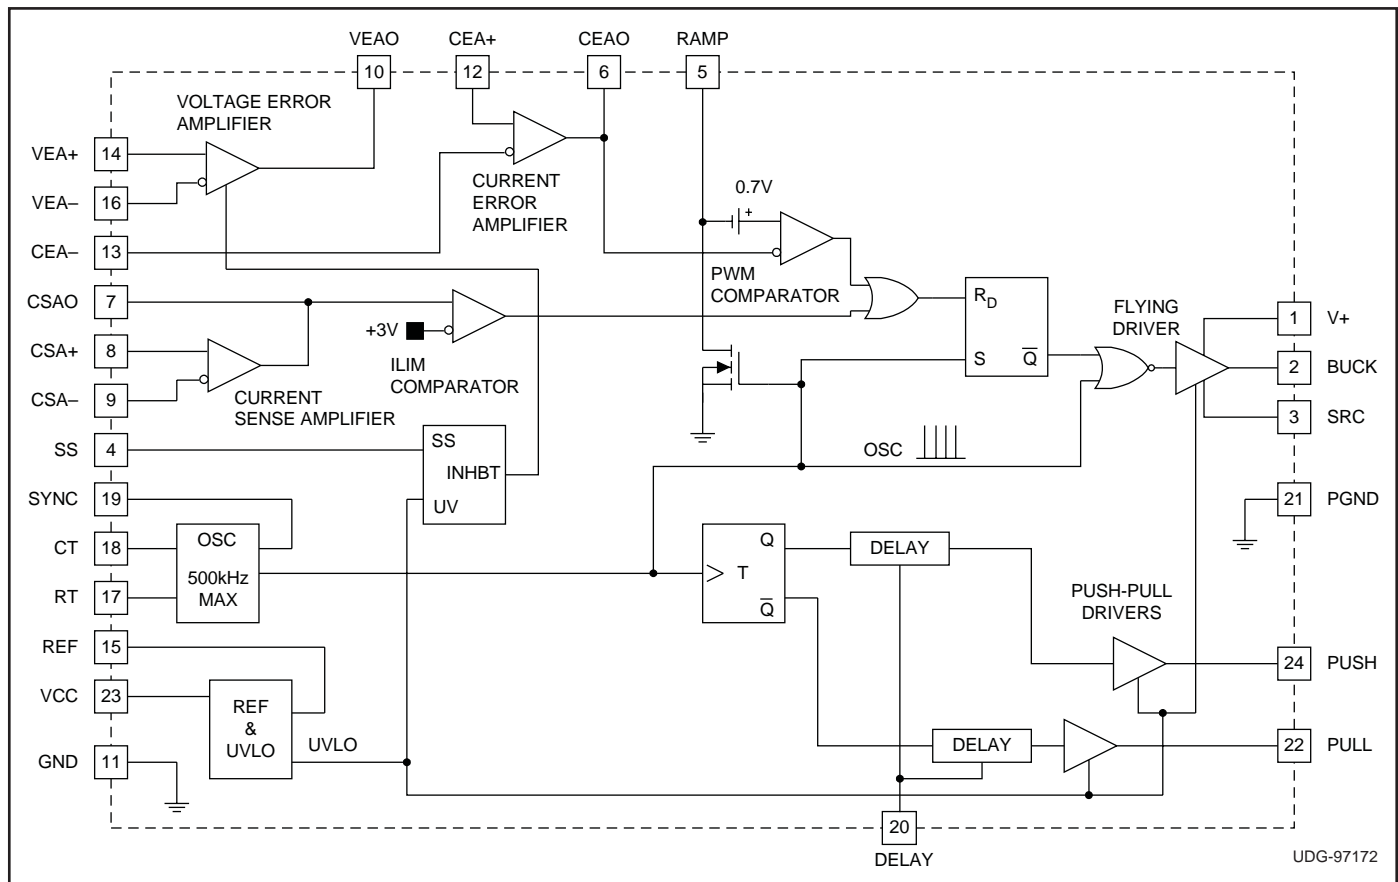 VEAO
CEA+
CEAO
RAMP
10
12
6
5
VOLTAGE ERROR
AMPLIFIER
VEA+
14
VEA–
16
CURRENT
ERROR
AMPLIFIER
0.7V
+
CEA–
13
PWM
COMPARATOR
CSAO
7
+3V
ILIM
COMPARATOR
RD
S
Q
FLYING
DRIVER
1
V+
CSA+
8
2
BUCK
CSA–
9
CURRENT
SENSE AMPLIFIER
3
SRC
SS
4
SS
INHBT
UV
OSC
SYNC
19
21
PGND
CT
18
OSC
500kHz
MAX
Q
T
Q
DELAY
RT
17
PUSH-PULL
DRIVERS
REF
15
24
PUSH
VCC
23
REF
&
UVLO
UVLO
DELAY
22
PULL
GND
11
20
DELAY
UDG-97172